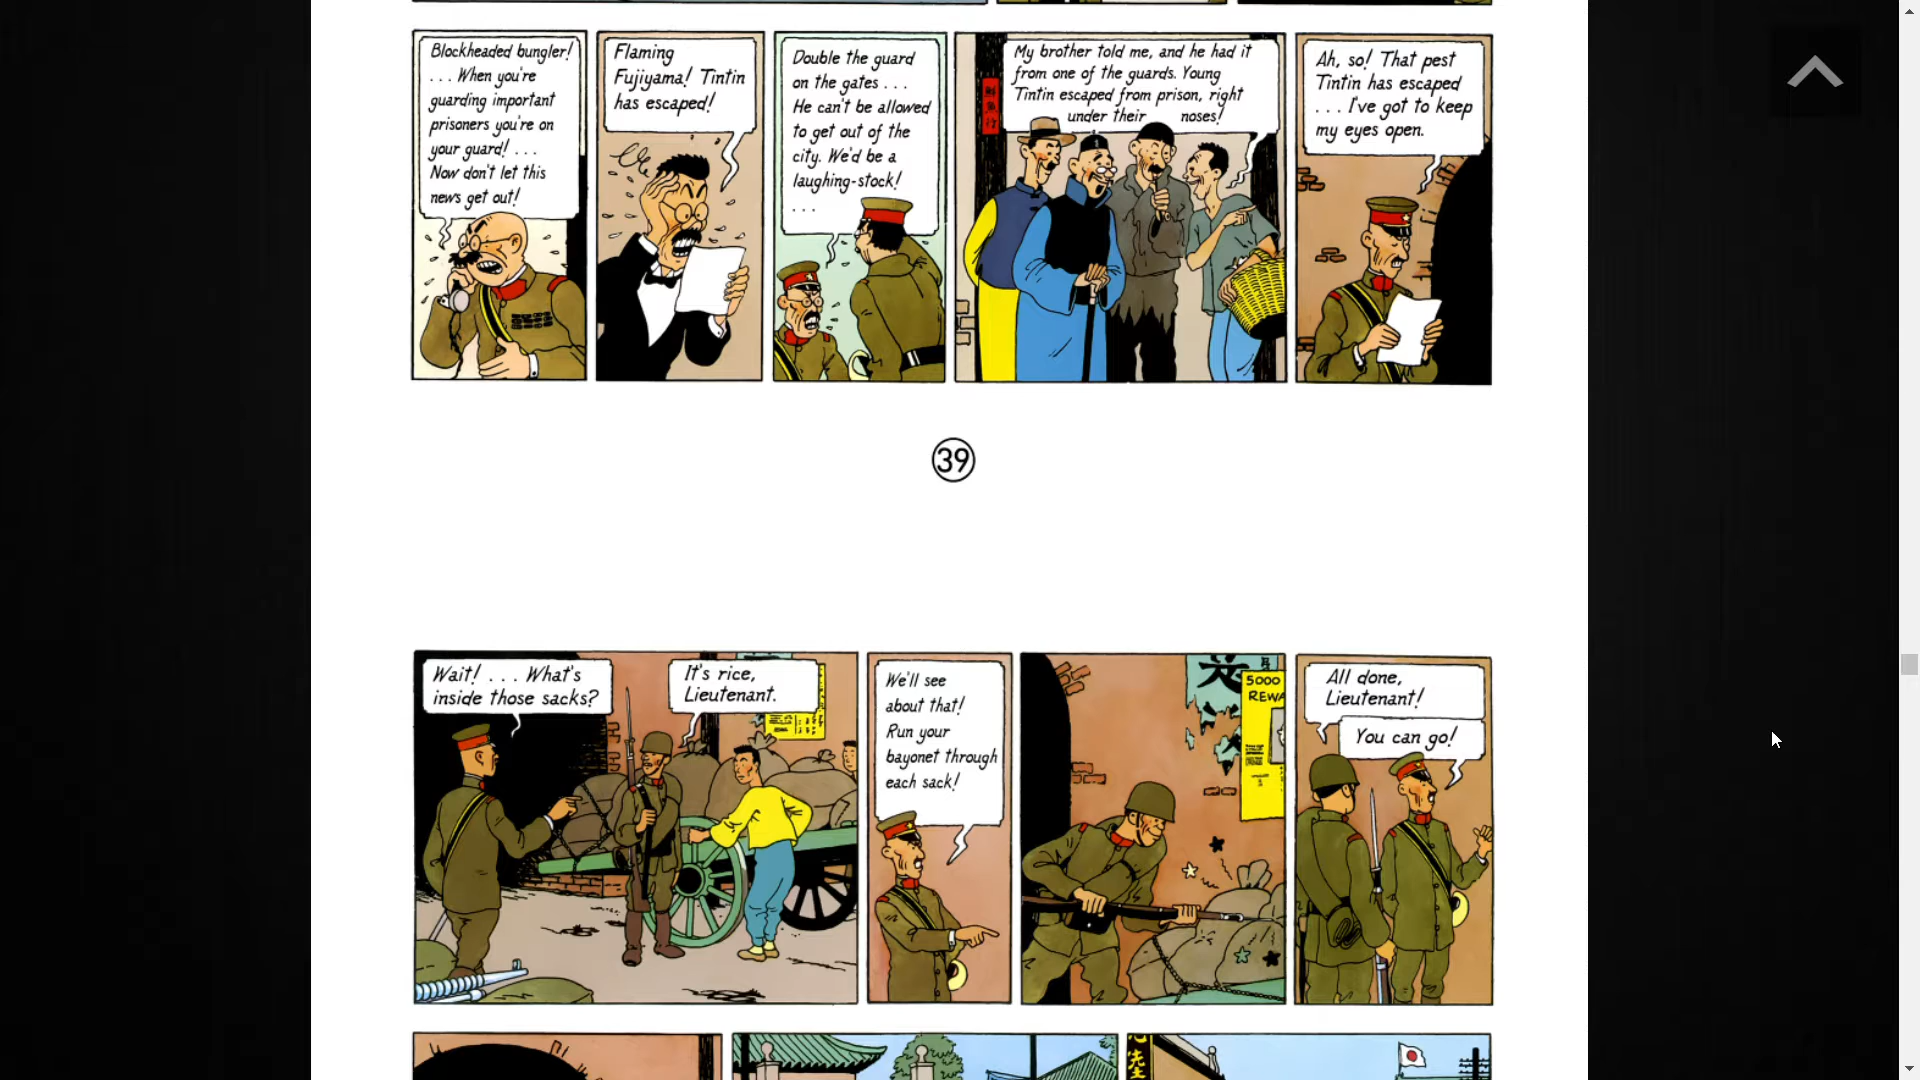 Blockheaded bungler!
. . . When you're
guarding important
prisoners you're on
your guard! . . .
Now don't let this
news get out!
Flaming
Fujiyama! Tintin
has escaped!
Double the guard
on the gates . . .
He can't be allowed
to get out of the
city. We'd be a
laughing-stock!
. . .
My brother told me, and he had it
from one of the guards. Young
Tintin escaped from prison, right
under their noses!
Ah, so! That pest
Tintin has escaped
. . . I've got to keep
my eyes open.
39
Wait! . . . What's
inside those sacks?
It's rice,
Lieutenant.
We'll see
about that!
Run your
bayonet through
each sack!
5000
REWA
All done,
Lieutenant!
You can go!